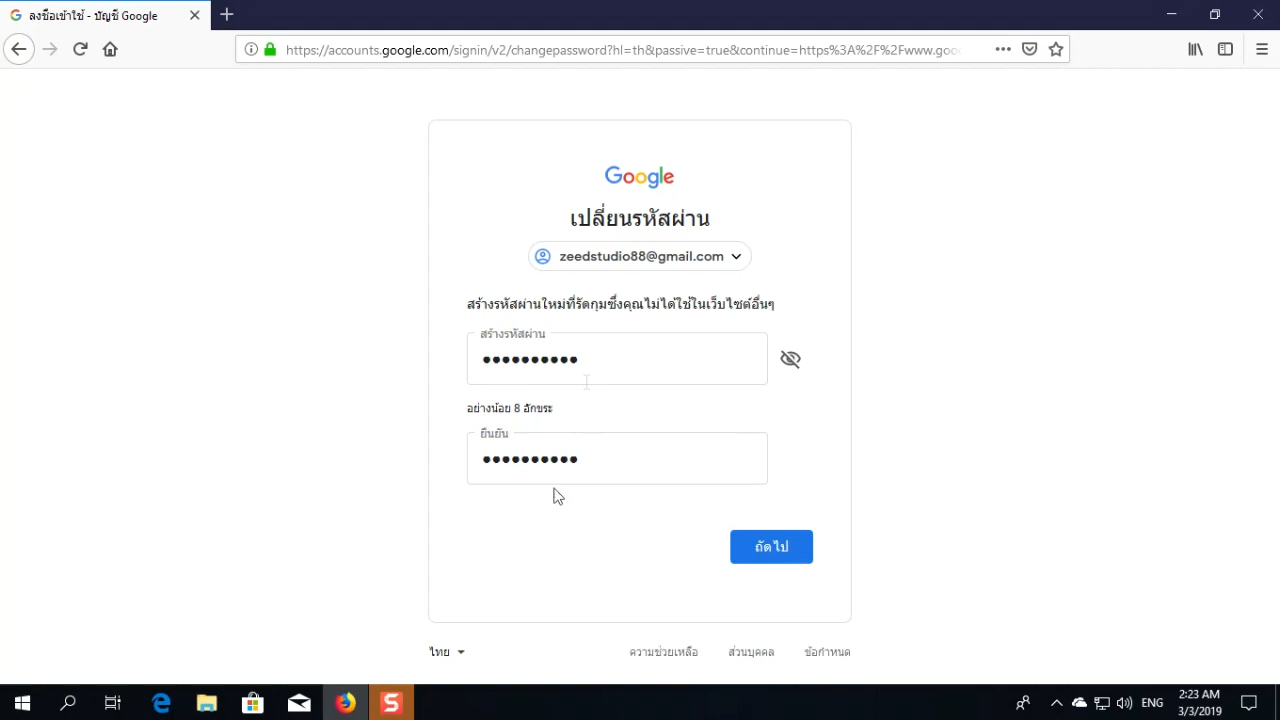 ลงชื่อเข้าใช้ - บัญชี Google
https://accounts.google.com/signin/v2/changepassword?hl=th&passive=true&continue=https%3A%2F%2Fwww.goo
Google
เปลี่ยนรหัสผ่าน
zeedstudio88@gmail.com
สร้างรหัสผ่านใหม่ที่รัดกุมซึ่งคุณไม่ได้ใช้ในเว็บไซต์อื่นๆ
สร้างรหัสผ่าน
อย่างน้อย 8 อักขระ
ยืนยัน
ถัดไป
ไทย ความช่วยเหลือ ส่วนบุคคล ข้อกำหนด
ENG
2:23 AM
3/3/2019